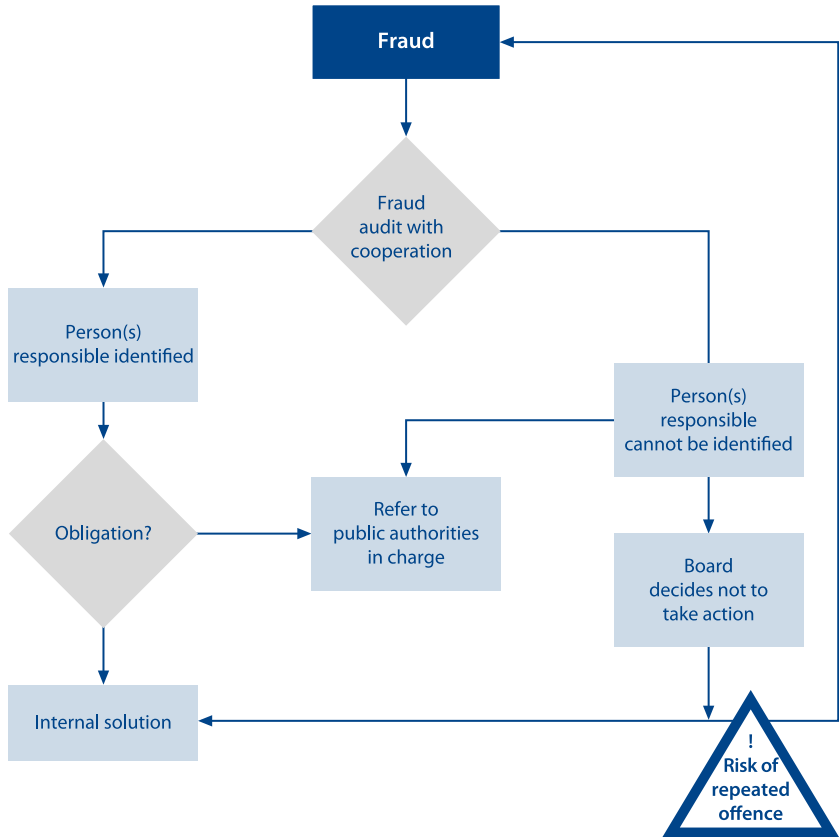 Fraud
Fraud
audit with
cooperation
Person(s)
responsible identified
Person(s)
responsible
cannot be identified
Obligation?
Refer to
public authorities
in charge
Board
decides not to
take action
Internal solution
!
Risk of
repeated
offence